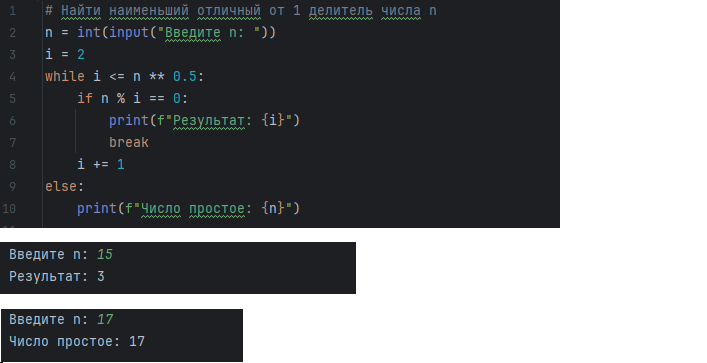 1 # Найти наименьший отличный от 1 делитель числа n
2 n = int(input("Введите n: "))
3 i = 2
4 while i <= n ** 0.5:
5 if n % i == 0:
6 print(f"Результат: {i}")
7 break
8 i += 1
9 else:
10 print(f"Число простое: {n}")
Введите n: 15
Результат: 3
Введите n: 17
Число простое: 17